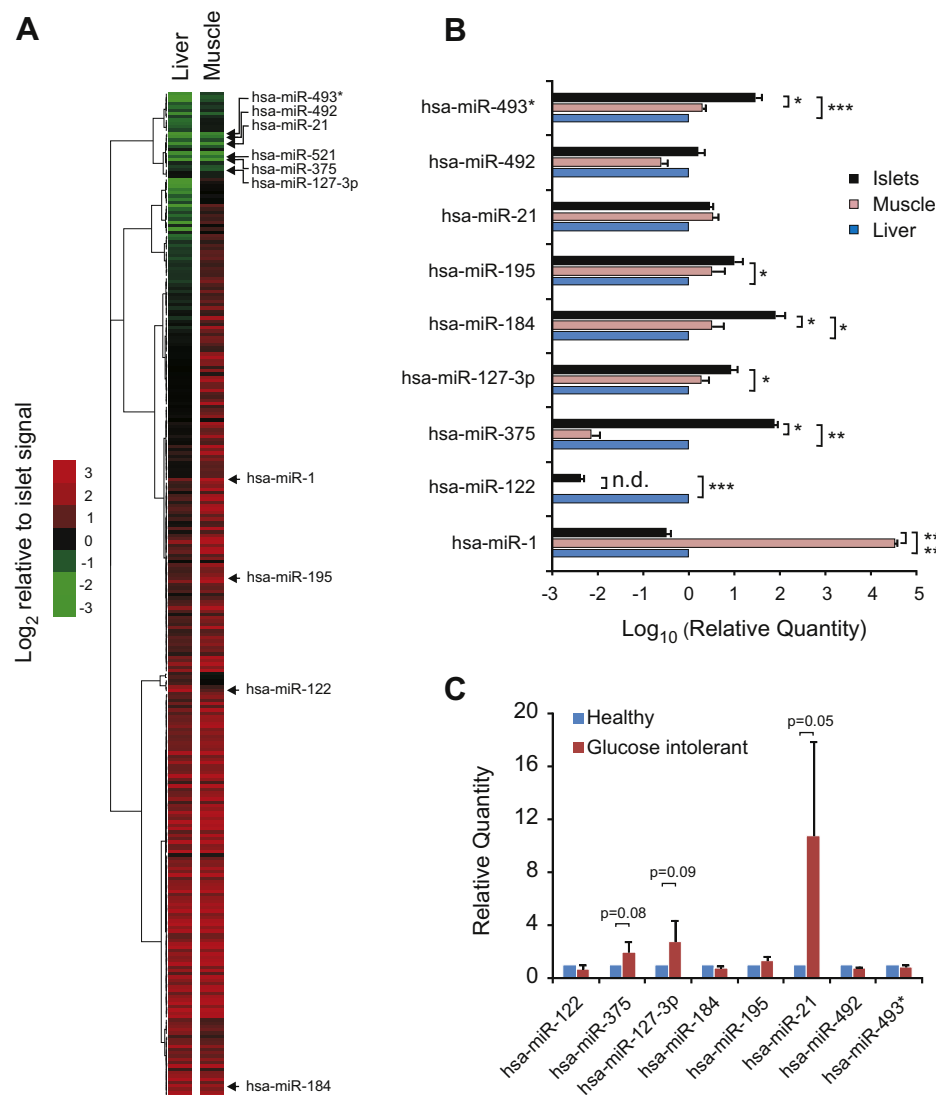 A
Liver
Muscle
hsa-miR-493*
hsa-miR-492
hsa-miR-21
hsa-miR-521
hsa-miR-375
hsa-miR-127-3p
hsa-miR-1
hsa-miR-195
hsa-miR-122
hsa-miR-184
Log2 relative to islet signal
3
2
1
0
-1
-2
-3
B
hsa-miR-493*
* ***
hsa-miR-492
hsa-miR-21
hsa-miR-195
*
hsa-miR-184
* *
hsa-miR-127-3p
*
hsa-miR-375
* **
hsa-miR-122
n.d. ***
hsa-miR-1
**
**
Islets
Muscle
Liver
-3 -2 -1 0 1 2 3 4 5
Log10 (Relative Quantity)
C
Healthy
Glucose intolerant
Relative Quantity
20
16
12
8
4
0
p=0.08
p=0.09
p=0.05
hsa-miR-122
hsa-miR-375
hsa-miR-127-3p
hsa-miR-184
hsa-miR-195
hsa-miR-21
hsa-miR-492
hsa-miR-493*